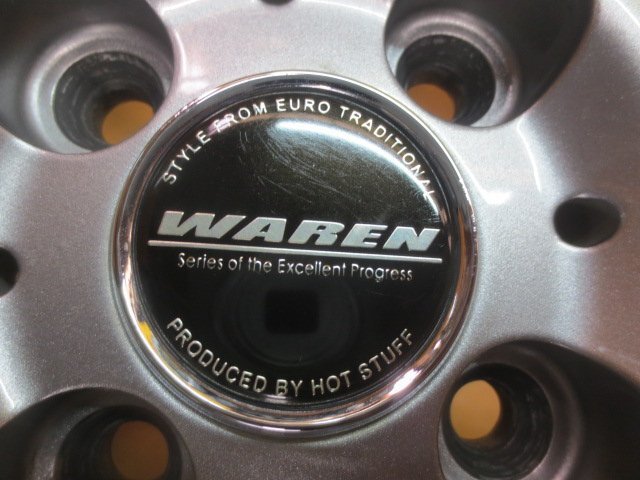 STYLE FROM EURO TRADITIONAL
WAREN
Series of the Excellent Progress
PRODUCED BY HOT STUFF